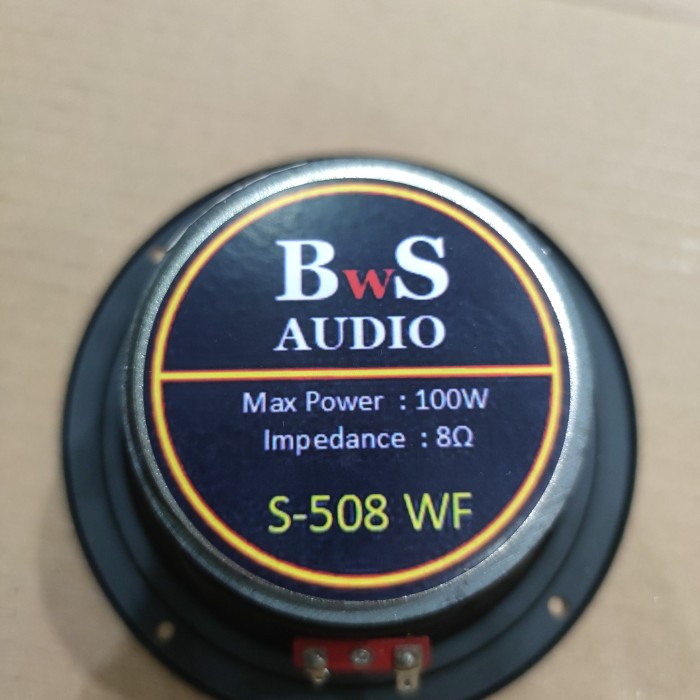 BwS
AUDIO
Max Power : 100W
Impedance : 8Ω
S-508 WF